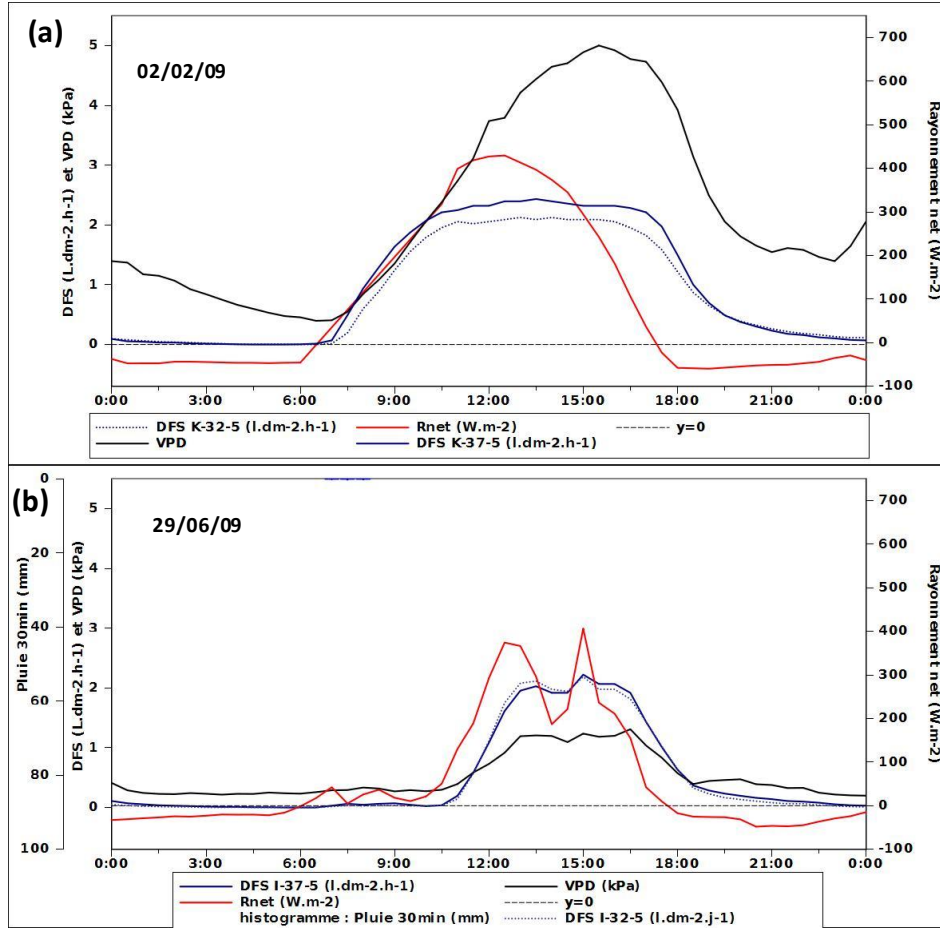 (a)
02/02/09
DFS (L.dm-2.h-1) et VPD (kPa)
5
4
3
2
1
0
Rayonnement net (W.m-2)
700
600
500
400
300
200
100
0
-100
0:00 3:00 6:00 9:00 12:00 15:00 18:00 21:00 0:00
DFS K-32-5 (l.dm-2.h-1) Rnet (W.m-2) y=0
VPD DFS K-37-5 (l.dm-2.h-1)
(b)
29/06/09
Pluie 30min (mm)
0
20
40
60
80
100
DFS (L.dm-2.h-1) et VPD (kPa)
5
4
3
2
1
0
Rayonnement net (W.m-2)
700
600
500
400
300
200
100
0
-100
0:00 3:00 6:00 9:00 12:00 15:00 18:00 21:00 0:00
DFS I-37-5 (l.dm-2.h-1) VPD (kPa)
Rnet (W.m-2) y=0
histogramme : Pluie 30min (mm) DFS I-32-5 (l.dm-2.j-1)